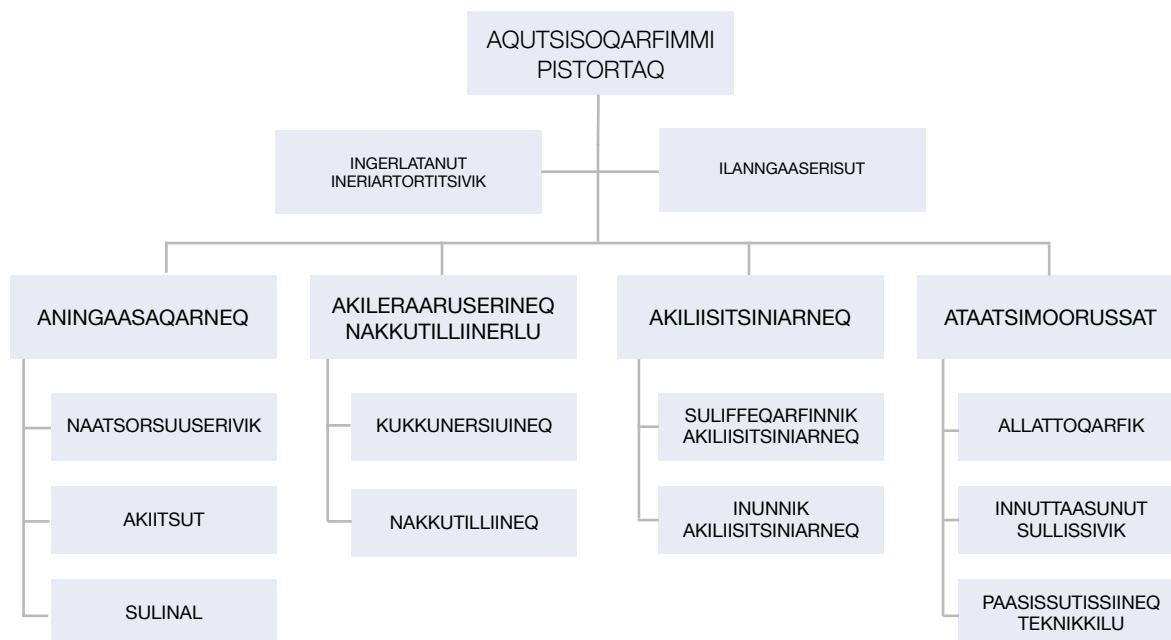 AQUTSISOQARFIMMI
PISTORTAQ
INGERLATANUT
INERIARTORTITSIVIK
ILANNGAASERISUT
ANINGAASAQARNEQ
AKILERAARUSERINEQ
NAKKUTILLIINERLU
AKILIISITSINIARNEQ
ATAATSIMOORUSSAT
NAATSORSUUSERIVIK
AKIITSUT
SULINAL
KUKKUNERSIUINEQ
NAKKUTILLIINEQ
SULIFFEQARFINNIK
AKILIISITSINIARNEQ
INUNNIK
AKILIISITSINIARNEQ
ALLATTOQARFIK
INNUTTAASUNUT
SULLISSIVIK
PAASISSUTISSIINEQ
TEKNIKKILU